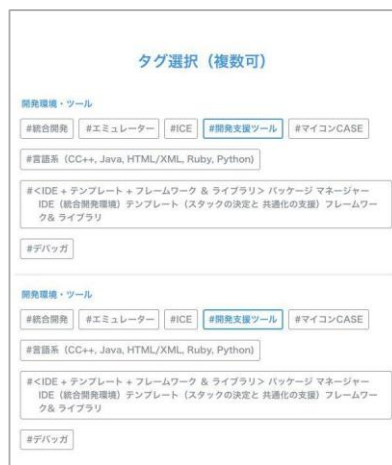 タグ選択（複数可）
開発環境・ツール
#統合開発 #エミュレーター #ICE #開発支援ツール #マイコンCASE
#言語系（CC++, Java, HTML/XML, Ruby, Python)
#<IDE + テンプレート + フレームワーク & ライブラリ> パッケージ マネージャー
IDE（統合開発環境）テンプレート（スタックの決定と 共通化の支援）フレームワー
ク& ライブラリ
#デバッガ
開発環境・ツール
#統合開発 #エミュレーター #ICE #開発支援ツール #マイコンCASE
#言語系（CC++, Java, HTML/XML, Ruby, Python)
#<IDE + テンプレート + フレームワーク & ライブラリ> パッケージ マネージャー
IDE（統合開発環境）テンプレート（スタックの決定と 共通化の支援）フレームワー
ク& ライブラリ
#デバッガ